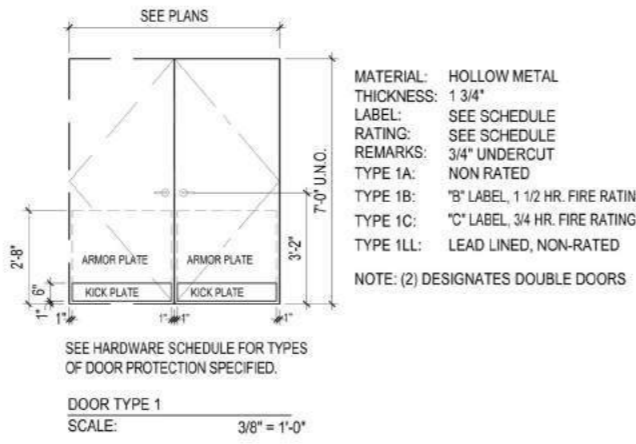 SEE PLANS
MATERIAL: HOLLOW METAL
THICKNESS: 1 3/4"
LABEL: SEE SCHEDULE
RATING: SEE SCHEDULE
REMARKS: 3/4" UNDERCUT
TYPE 1A: NON RATED
TYPE 1B: "B" LABEL, 1 1/2 HR. FIRE RATIN
TYPE 1C: "C" LABEL, 3/4 HR. FIRE RATING
TYPE 1LL: LEAD LINED, NON-RATED
NOTE: (2) DESIGNATES DOUBLE DOORS
7'-0" U.N.O.
3'-2"
2'-8"
6"
1"
ARMOR PLATE ARMOR PLATE
KICK PLATE KICK PLATE
1" 1" 1" 1"
SEE HARDWARE SCHEDULE FOR TYPES
OF DOOR PROTECTION SPECIFIED.
DOOR TYPE 1
SCALE: 3/8" = 1'-0"